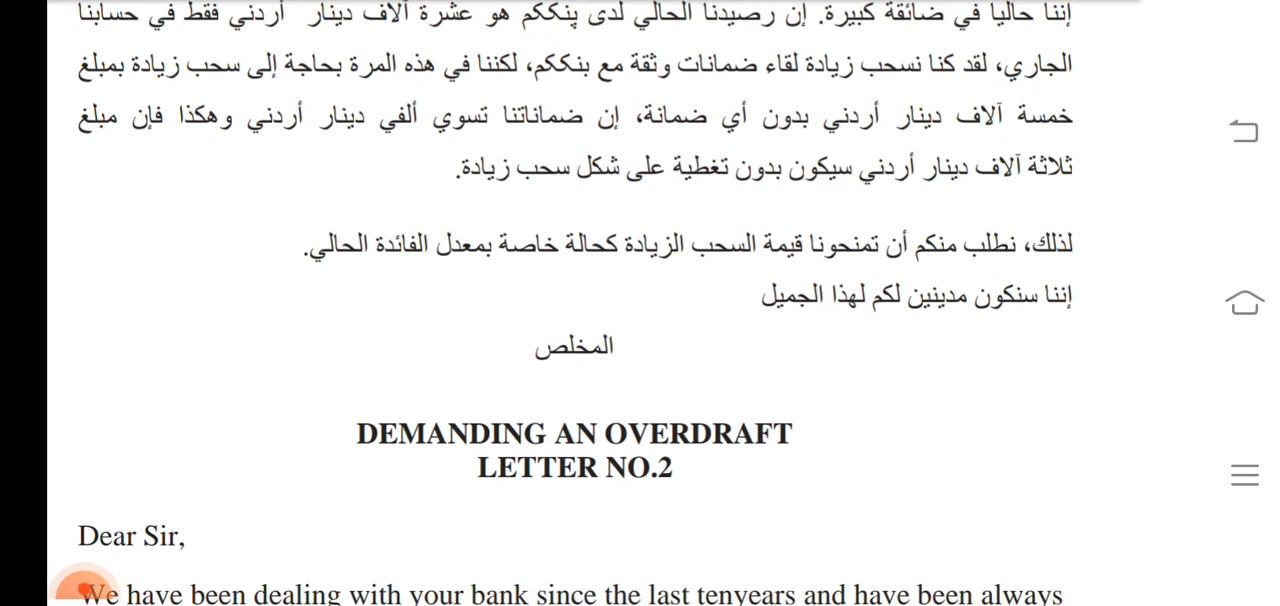 إننا حاليا في ضائقة كبيرة. إن رصيدنا الحالي لدى بنككم هو عشرة آلاف دينار أردني فقط في حسابنا
الجاري، لقد كنا نسحب زيادة لقاء ضمانات وثقة مع بنككم، لكننا في هذه المرة بحاجة إلى سحب زيادة بمبلغ
خمسة آلاف دينار أردني بدون أي ضمانة، إن ضماناتنا تسوي ألفي دينار أردني وهكذا فإن مبلغ
ثلاثة آلاف دينار أردني سيكون بدون تغطية على شكل سحب زيادة.
لذلك، نطلب منكم أن تمنحونا قيمة السحب الزيادة كحالة خاصة بمعدل الفائدة الحالي.
إننا سنكون مدينين لكم لهذا الجميل
المخلص
DEMANDING AN OVERDRAFT
LETTER NO.2
Dear Sir,
We have been dealing with your bank since the last tenyears and have been always